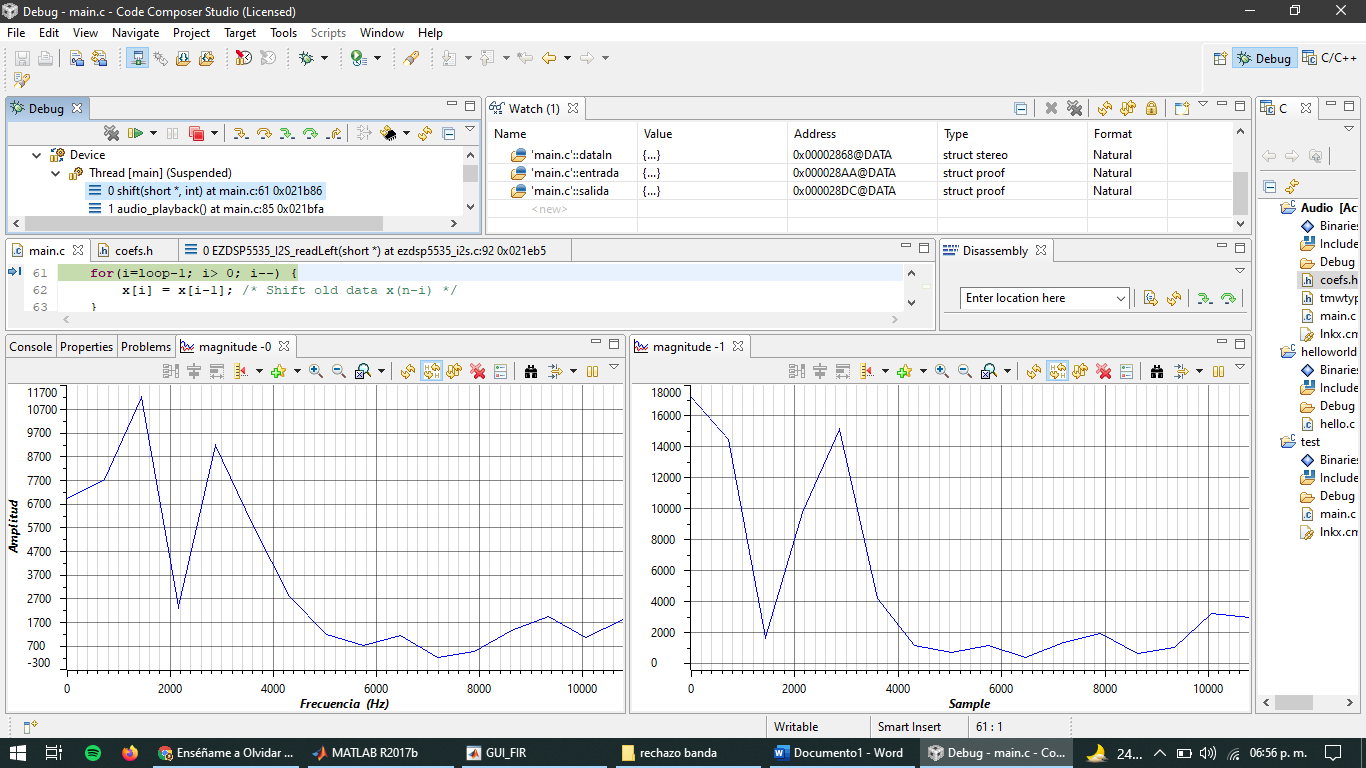 Debug - main.c - Code Composer Studio (Licensed)
File Edit View Navigate Project Target Tools Scripts Window Help
Debug C/C++
Debug
Device
Thread [main] (Suspended)
0 shift(short *, int) at main.c:61 0x021b86
1 audio_playback() at main.c:85 0x021bfa
Watch (1)
Name Value Address Type Format
'main.c'::dataIn {...} 0x00002868@DATA struct stereo Natural
'main.c'::entrada {...} 0x000028AA@DATA struct proof Natural
'main.c'::salida {...} 0x000028DC@DATA struct proof Natural
<new>
C
Audio [Ac
Binaries
Include
Debug
coefs.h
tmwtyp
main.c
lnkx.cm
helloworld
Binaries
Include
Debug
hello.c
test
Binaries
Include
Debug
main.c
lnkx.cm
main.c coefs.h 0 EZDSP5535_I2S_readLeft(short *) at ezdsp5535_i2s.c:92 0x021eb5
61 for(i=loop-1; i> 0; i--) {
62 x[i] = x[i-1]; /* Shift old data x(n-i) */
63 }
Disassembly
Enter location here
Console Properties Problems magnitude -0
11700
10700
9700
8700
7700
6700
5700
4700
3700
2700
1700
700
-300
Amplitud
0 2000 4000 6000 8000 10000
Frecuencia (Hz)
magnitude -1
18000
16000
14000
12000
10000
8000
6000
4000
2000
0
0 2000 4000 6000 8000 10000
Sample
Writable Smart Insert 61 : 1
Enséñame a Olvidar ... MATLAB R2017b GUI_FIR rechazo banda Documento1 - Word Debug - main.c - Co... 24... 06:56 p. m.